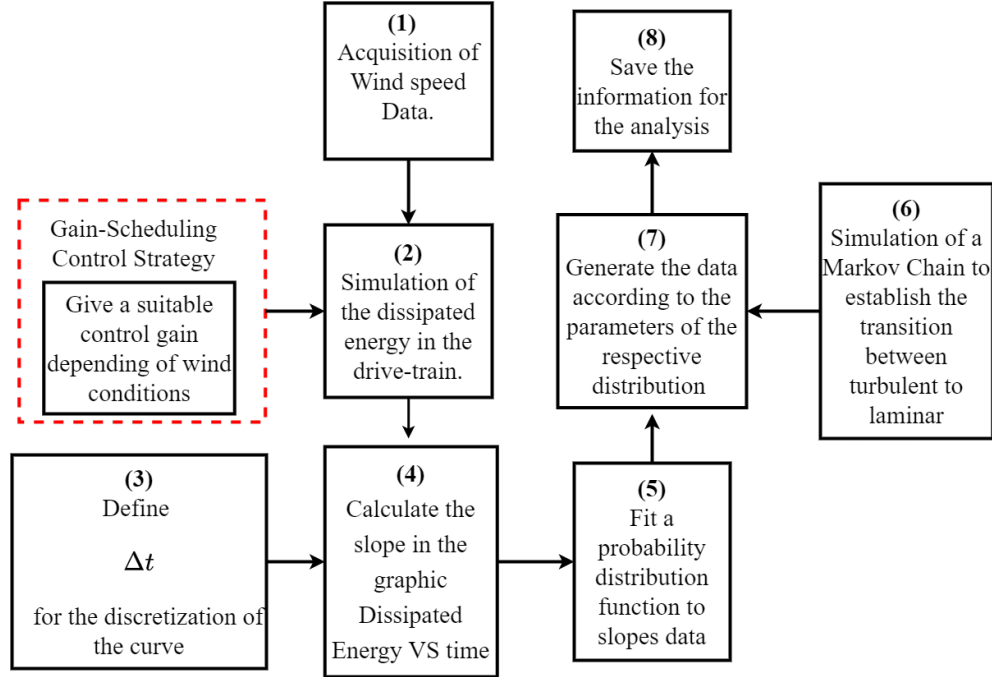 (1)
Acquisition of
Wind speed
Data.
Gain-Scheduling
Control Strategy
Give a suitable
control gain
depending of wind
conditions
(2)
Simulation of
the dissipated
energy in the
drive-train.
(3)
Define
Δt
for the discretization of
the curve
(4)
Calculate the
slope in the
graphic
Dissipated
Energy VS time
(5)
Fit a
probability
distribution
function to
slopes data
(6)
Simulation of a
Markov Chain to
establish the
transition
between
turbulent to
laminar
(7)
Generate the data
according to the
parameters of the
respective
distribution
(8)
Save the
information for
the analysis